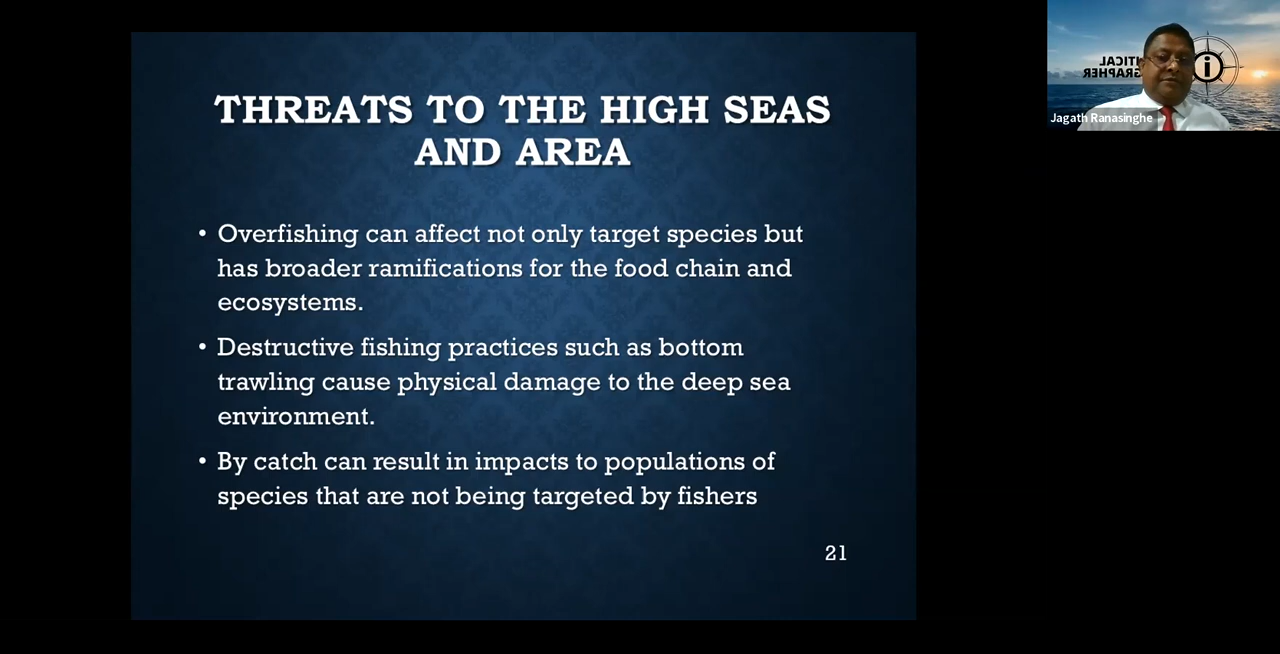 THREATS TO THE HIGH SEAS
AND AREA
• Overfishing can affect not only target species but
has broader ramifications for the food chain and
ecosystems.
• Destructive fishing practices such as bottom
trawling cause physical damage to the deep sea
environment.
• By catch can result in impacts to populations of
species that are not being targeted by fishers
21
Jagath Ranasinghe